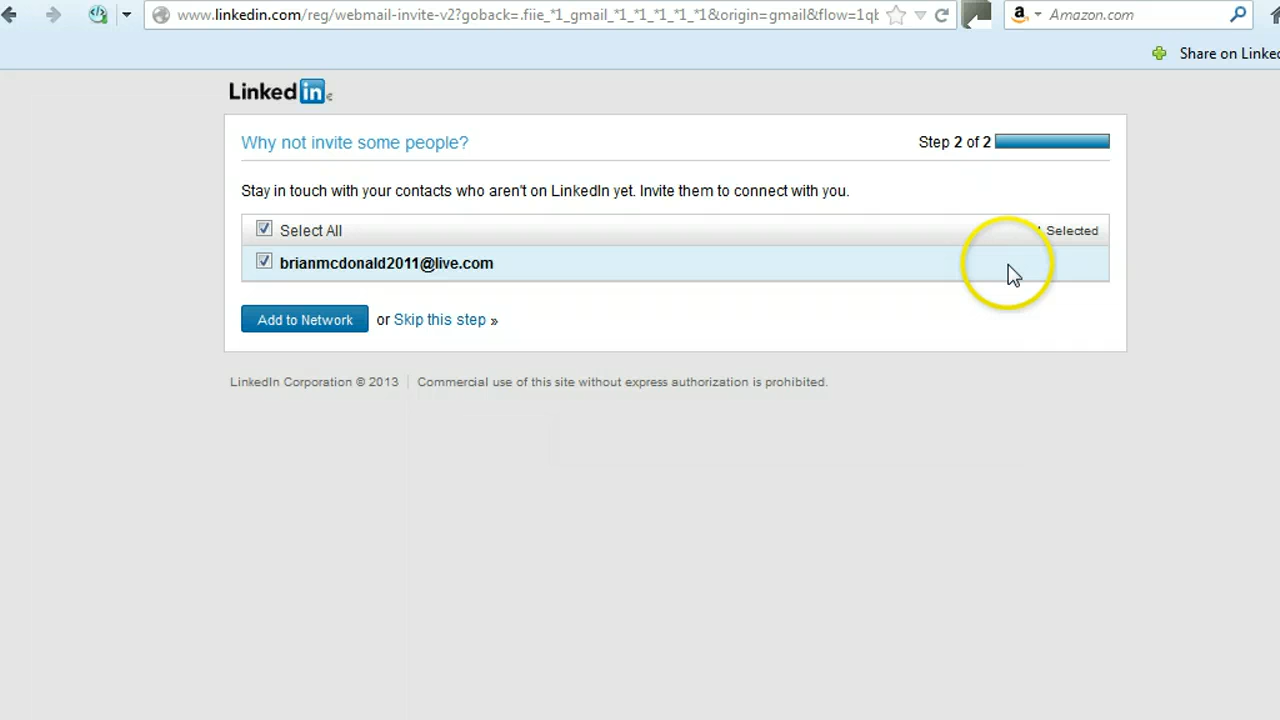 www.linkedin.com/reg/webmail-invite-v2?goback=.fiie_*1_gmail_*1_*1_*1_*1_*1&origin=gmail&flow=1qb
Amazon.com
Share on Linked
Linked in
Why not invite some people?
Step 2 of 2
Stay in touch with your contacts who aren't on LinkedIn yet. Invite them to connect with you.
Select All
Selected
brianmcdonald2011@live.com
Add to Network or Skip this step »
LinkedIn Corporation © 2013 | Commercial use of this site without express authorization is prohibited.